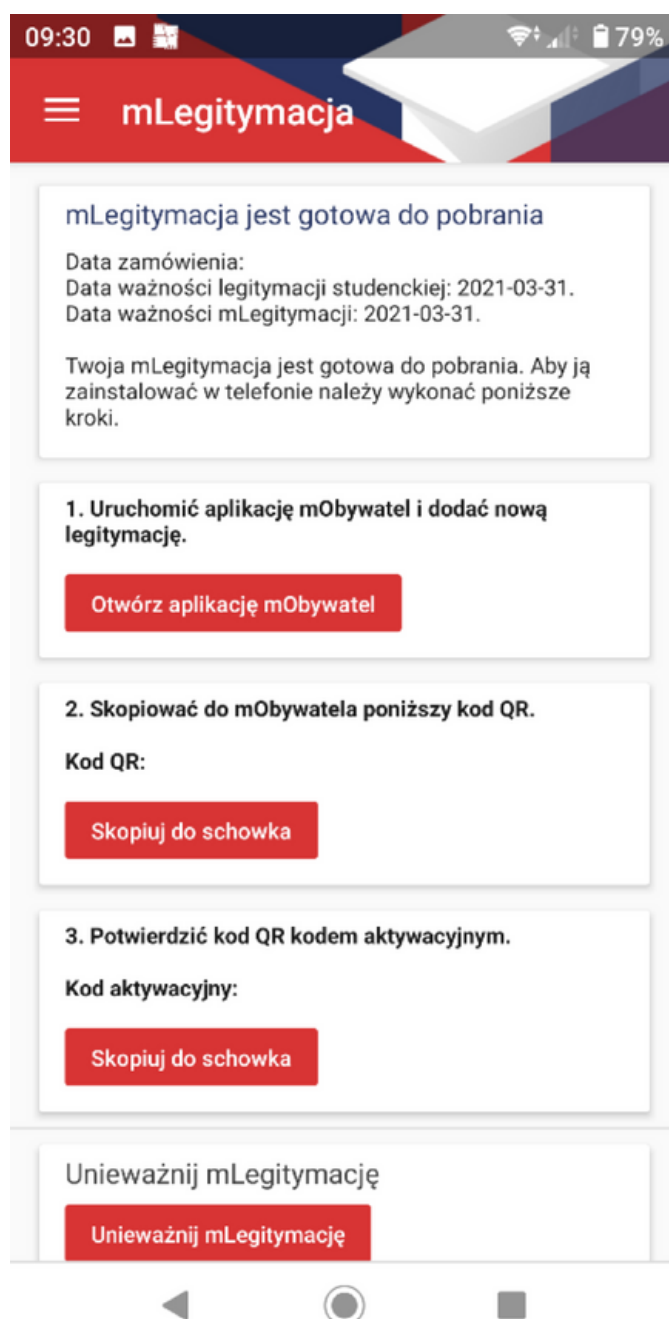 09:30
79%
mLegitymacja
mLegitymacja jest gotowa do pobrania
Data zamówienia:
Data ważności legitymacji studenckiej: 2021-03-31.
Data ważności mLegitymacji: 2021-03-31.
Twoja mLegitymacja jest gotowa do pobrania. Aby ją
zainstalować w telefonie należy wykonać poniższe
kroki.
1. Uruchomić aplikację mObywatel i dodać nową
legitymację.
Otwórz aplikację mObywatel
2. Skopiować do mObywatela poniższy kod QR.
Kod QR:
Skopiuj do schowka
3. Potwierdzić kod QR kodem aktywacyjnym.
Kod aktywacyjny:
Skopiuj do schowka
Unieważnij mLegitymację
Unieważnij mLegitymację